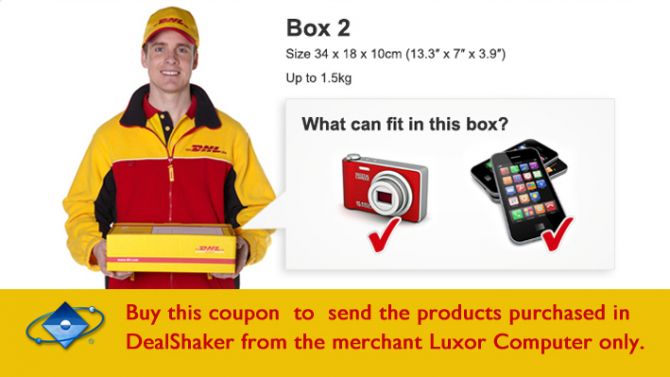 Box 2
Size 34 x 18 x 10cm (13.3″ x 7″ x 3.9″)
Up to 1.5kg
DHL
DHL
What can fit in this box?
DHL
Buy this coupon to send the products purchased in
DealShaker from the merchant Luxor Computer only.